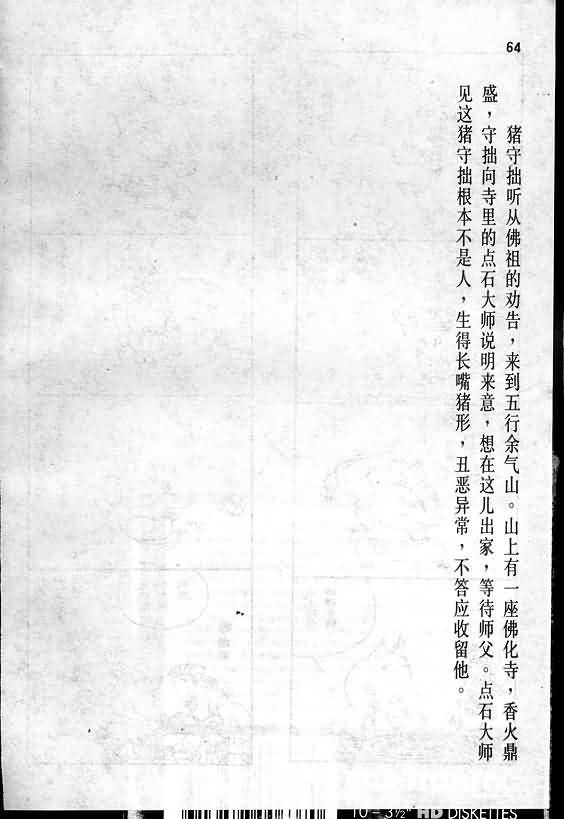 64
猪守拙听从佛祖的劝告，来到五行余气山。山上有一座佛化寺，香火鼎
盛，守拙向寺里的点石大师说明来意，想在这儿出家，等待师父。点石大师
见这猪守拙根本不是人，生得长嘴猪形，丑恶异常，不答应收留他。
10 – 3½" HD DISKETTES